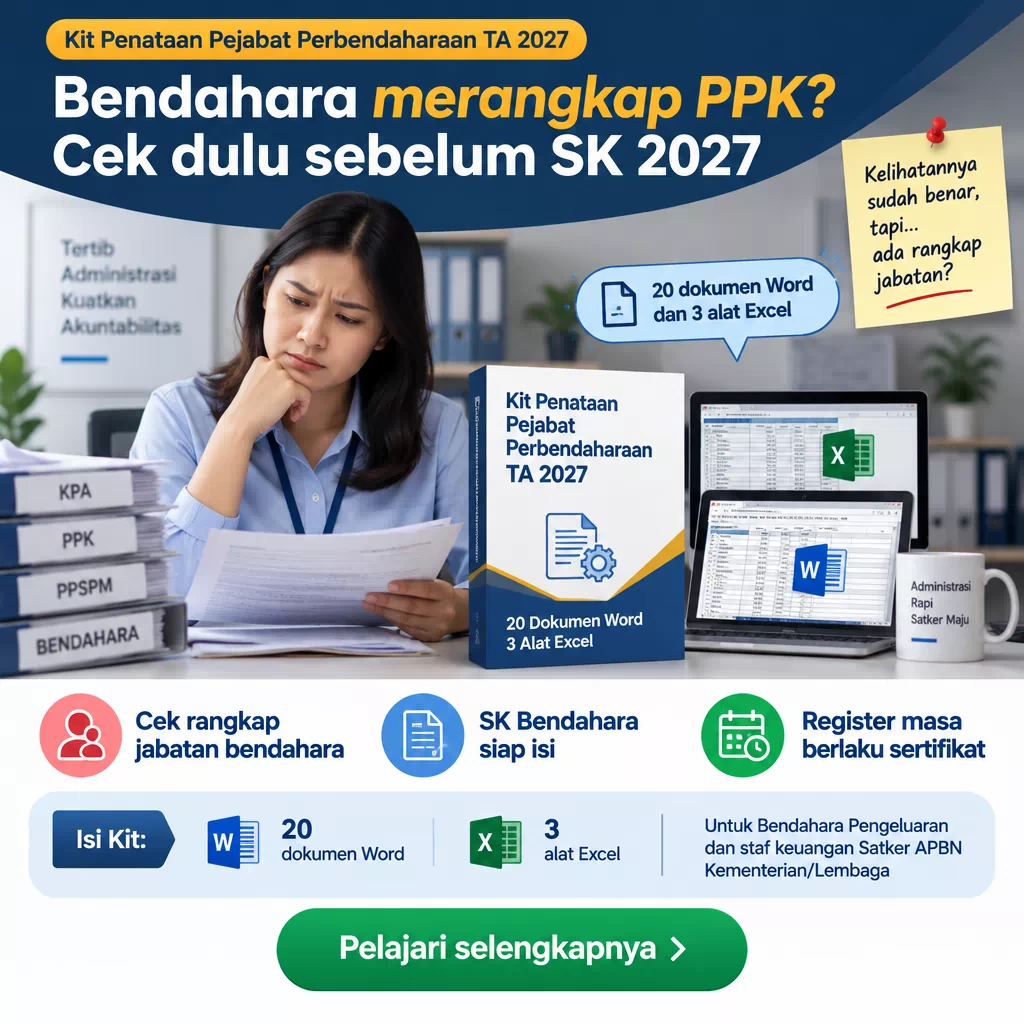 Kit Penataan Pejabat Perbendaharaan TA 2027
Bendahara merangkap PPK?
Cek dulu sebelum SK 2027
Kelihatannya
sudah benar,
tapi...
ada rangkap
jabatan?
Tertib
Administrasi
Kuatkan
Akuntabilitas
20 dokumen Word
dan 3 alat Excel
Kit Penataan
Pejabat
Perbendaharaan
TA 2027
20 Dokumen Word
3 Alat Excel
KPA
PPK
PPSPM
BENDAHARA
X
W
Administrasi
Rapi
Satker Maju
Cek rangkap
jabatan bendahara
SK Bendahara
siap isi
Register masa
berlaku sertifikat
Isi Kit:
W
20
dokumen Word
X
3
alat Excel
Untuk Bendahara Pengeluaran
dan staf keuangan Satker APBN
Kementerian/Lembaga
Pelajari selengkapnya